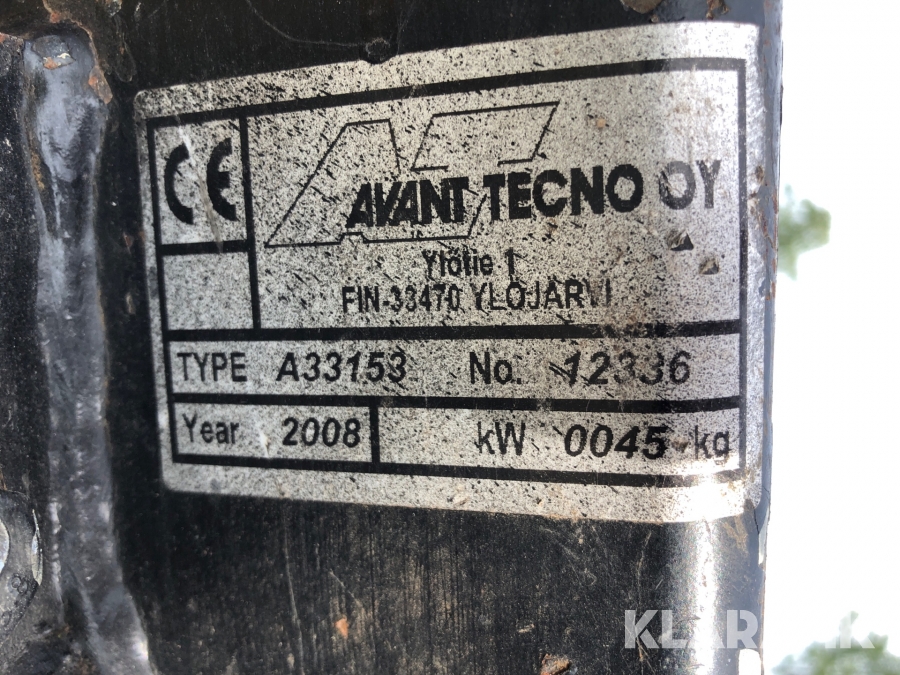 CE
AVANT TECNO OY
Ylötie 1
FIN-33470 YLÖJÄRVI
TYPE A33153 No. 12336
Year 2008 kW 0045 kg